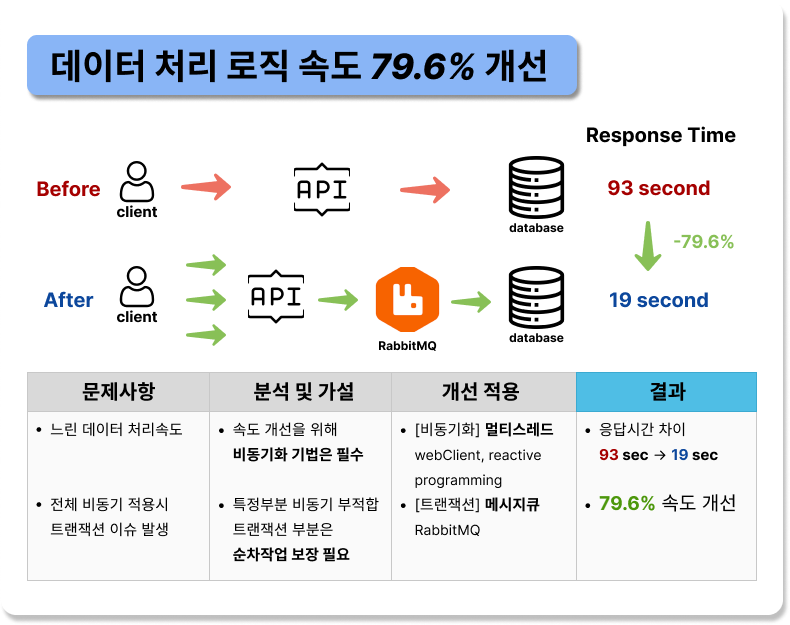 데이터 처리 로직 속도 79.6% 개선
Response Time
Before
client
API
database
93 second
-79.6%
After
client
API
RabbitMQ
database
19 second
문제사항
분석 및 가설
개선 적용
결과
• 느린 데이터 처리속도
• 속도 개선을 위해
비동기화 기법은 필수
• [비동기화] 멀티스레드
webClient, reactive
programming
• 응답시간 차이
93 sec → 19 sec
• 전체 비동기 적용시
트랜잭션 이슈 발생
• 특정부분 비동기 부적합
트랜잭션 부분은
순차작업 보장 필요
• [트랜잭션] 메시지큐
RabbitMQ
• 79.6% 속도 개선